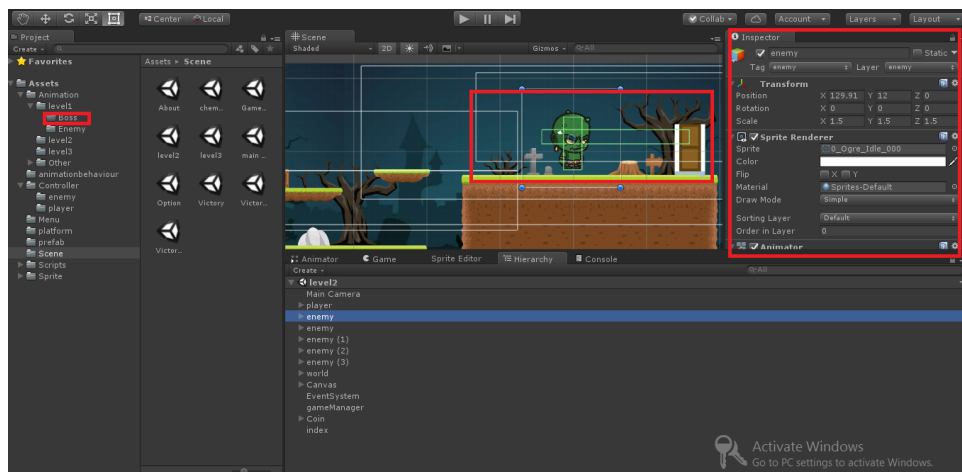 Center Local
Collab Account Layers Layout
Project
Create
Favorites
Assets
Animation
level1
Boss
Enemy
level2
level3
Other
animationbehaviour
Controller
enemy
player
Menu
platform
prefab
Scene
Scripts
Sprite
Assets Scene
About chem... Game..
level2 level3 main ..
Option Victory Victor..
Victor..
Scene
Shaded 2D Gizmos All
Animator Game Sprite Editor Hierarchy Console
Create All
level2
Main Camera
player
enemy
enemy
enemy (1)
enemy (2)
enemy (3)
world
Canvas
EventSystem
gameManager
Coin
index
Inspector
enemy Static
Tag enemy Layer enemy
Transform
Position X 129.91 Y 12 Z 0
Rotation X 0 Y 0 Z 0
Scale X 1.5 Y 1.5 Z 1.5
Sprite Renderer
Sprite 0_Ogre_Idle_000
Color
Flip X Y
Material Sprites-Default
Draw Mode Simple
Sorting Layer Default
Order in Layer 0
Animator
Activate Windows
Go to PC settings to activate Windows.